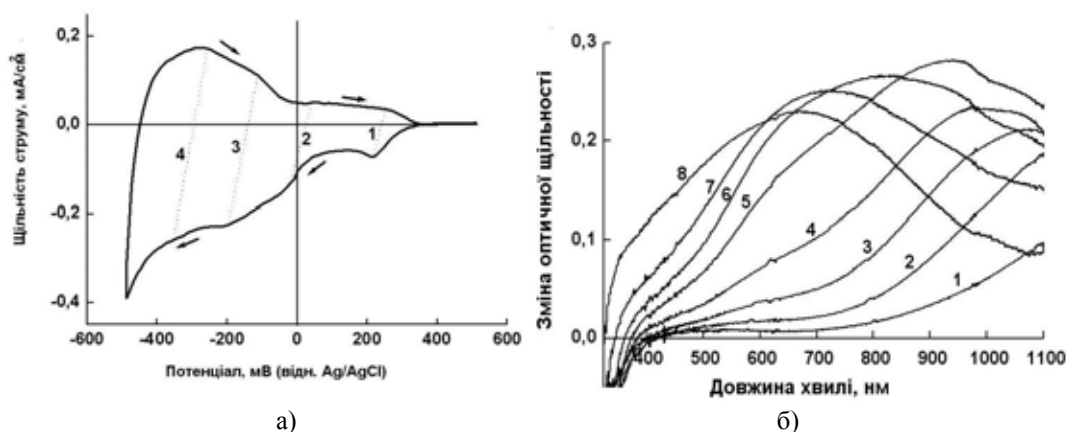 Щільність струму, мА/см²
0,2
0,0
-0,2
-0,4
4
3
2
1
-600 -400 -200 0 200 400 600
Потенціал, мВ (відн. Ag/AgCl)
а)
Зміна оптичної щільності
0,3
0,2
0,1
0,0
8
7
6
5
4
3
2
1
400 500 600 700 800 900 1000 1100
Довжина хвилі, нм
б)